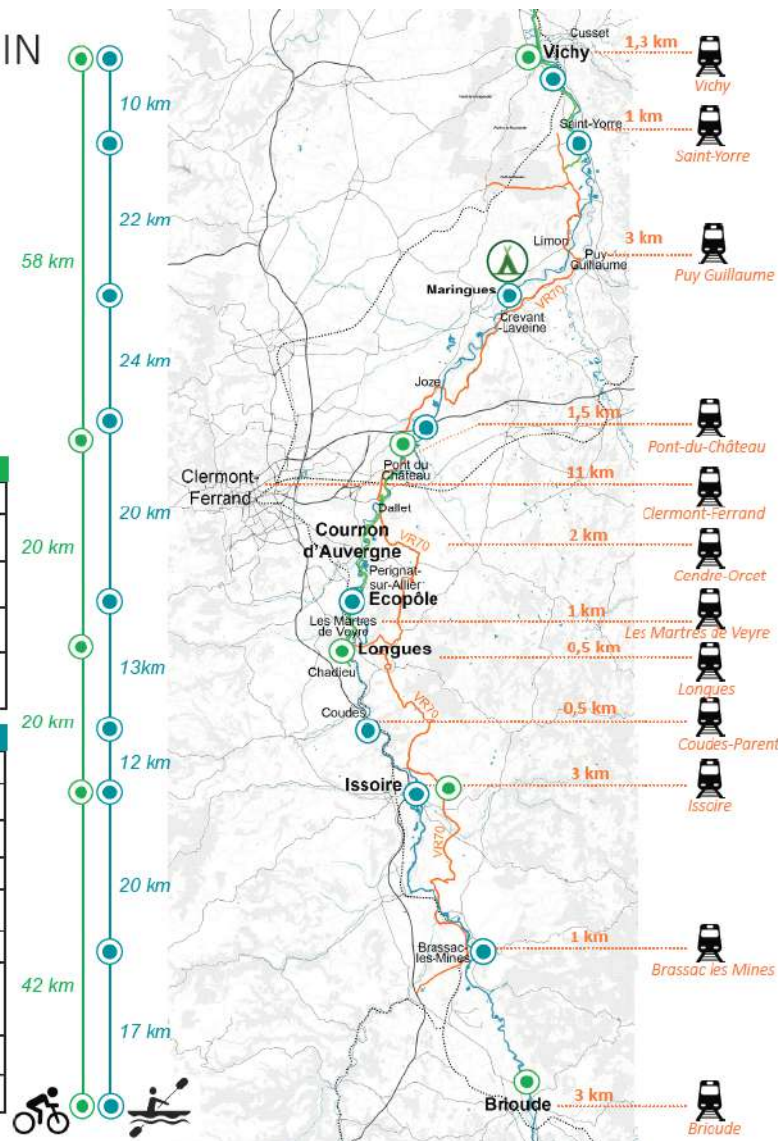 IN
10 km
22 km
58 km
24 km
20 km
20 km
13km
20 km
12 km
20 km
42 km
17 km
Cusset
Vichy
Saint-Yorre
Limon
Puy
Guillaume
Maringues
VR70
Crevant
-Laveine
Joze
Pont du
Château
Clermont-
Ferrand
Dallet
Cournon
d'Auvergne
VR70
Perignat
-sur-Allier
Ecopôle
Les Martres
de Veyre
Longues
Chadieu
VR70
Coudes
Issoire
VR70
Brassac
-les-Mines
Brioude
1,3 km
Vichy
1 km
Saint-Yorre
3 km
Puy Guillaume
1,5 km
Pont-du-Château
11 km
Clermont-Ferrand
2 km
Cendre-Orcet
1 km
Les Martres de Veyre
0,5 km
Longues
0,5 km
Coudes-Parent
3 km
Issoire
1 km
Brassac les Mines
3 km
Brioude